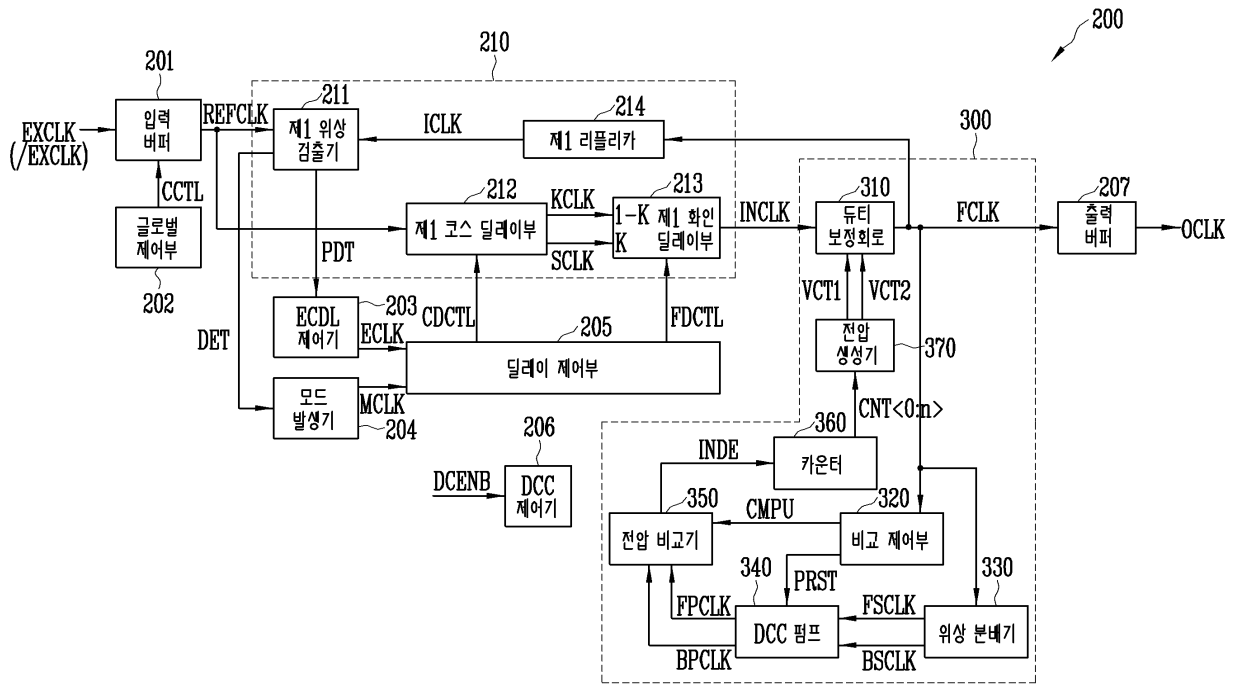 200
210
201
211
214
300
입력
버퍼
REFCLK
제1 위상
검출기
ICLK
제1 리플리카
EXCLK
(/EXCLK)
CCTL
212
KCLK
213
310
207
글로벌
제어부
제1 코스 딜레이부
1-K 제1 화인
K 딜레이부
INCLK
듀티
보정회로
FCLK
출력
버퍼
OCLK
SCLK
PDT
202
203
VCT1
VCT2
ECDL
제어기
ECLK
CDCTL
205
FDCTL
전압
생성기
370
DET
딜레이 제어부
모드
발생기
MCLK
204
CNT<0:n>
360
206
INDE
카운터
DCENB
DCC
제어기
350
CMPU
320
전압 비교기
비교 제어부
340
PRST
330
FPCLK
DCC 펌프
FSCLK
위상 분배기
BPCLK
BSCLK